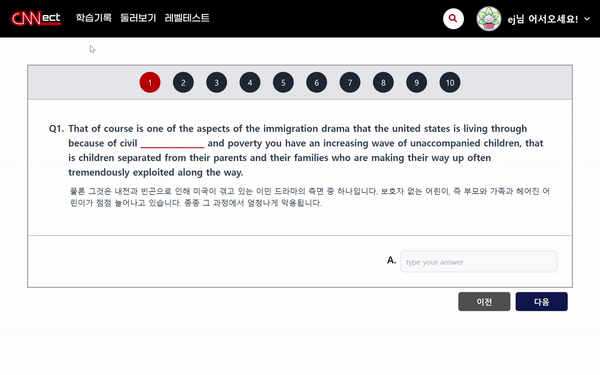 CNNect 학습기록 둘러보기 레벨테스트 ej님 어서오세요!
1 2 3 4 5 6 7 8 9 10
Q1. That of course is one of the aspects of the immigration drama that the united states is living through
because of civil ____________ and poverty you have an increasing wave of unaccompanied children, that
is children separated from their parents and their families who are making their way up often
tremendously exploited along the way.
물론 그것은 내전과 빈곤으로 인해 미국이 겪고 있는 이민 드라마의 측면 중 하나입니다. 보호자 없는 어린이, 즉 부모와 가족과 헤어진 어
린이가 점점 늘어나고 있습니다. 종종 그 과정에서 엄청나게 악용됩니다.
A. type your answer
이전 다음